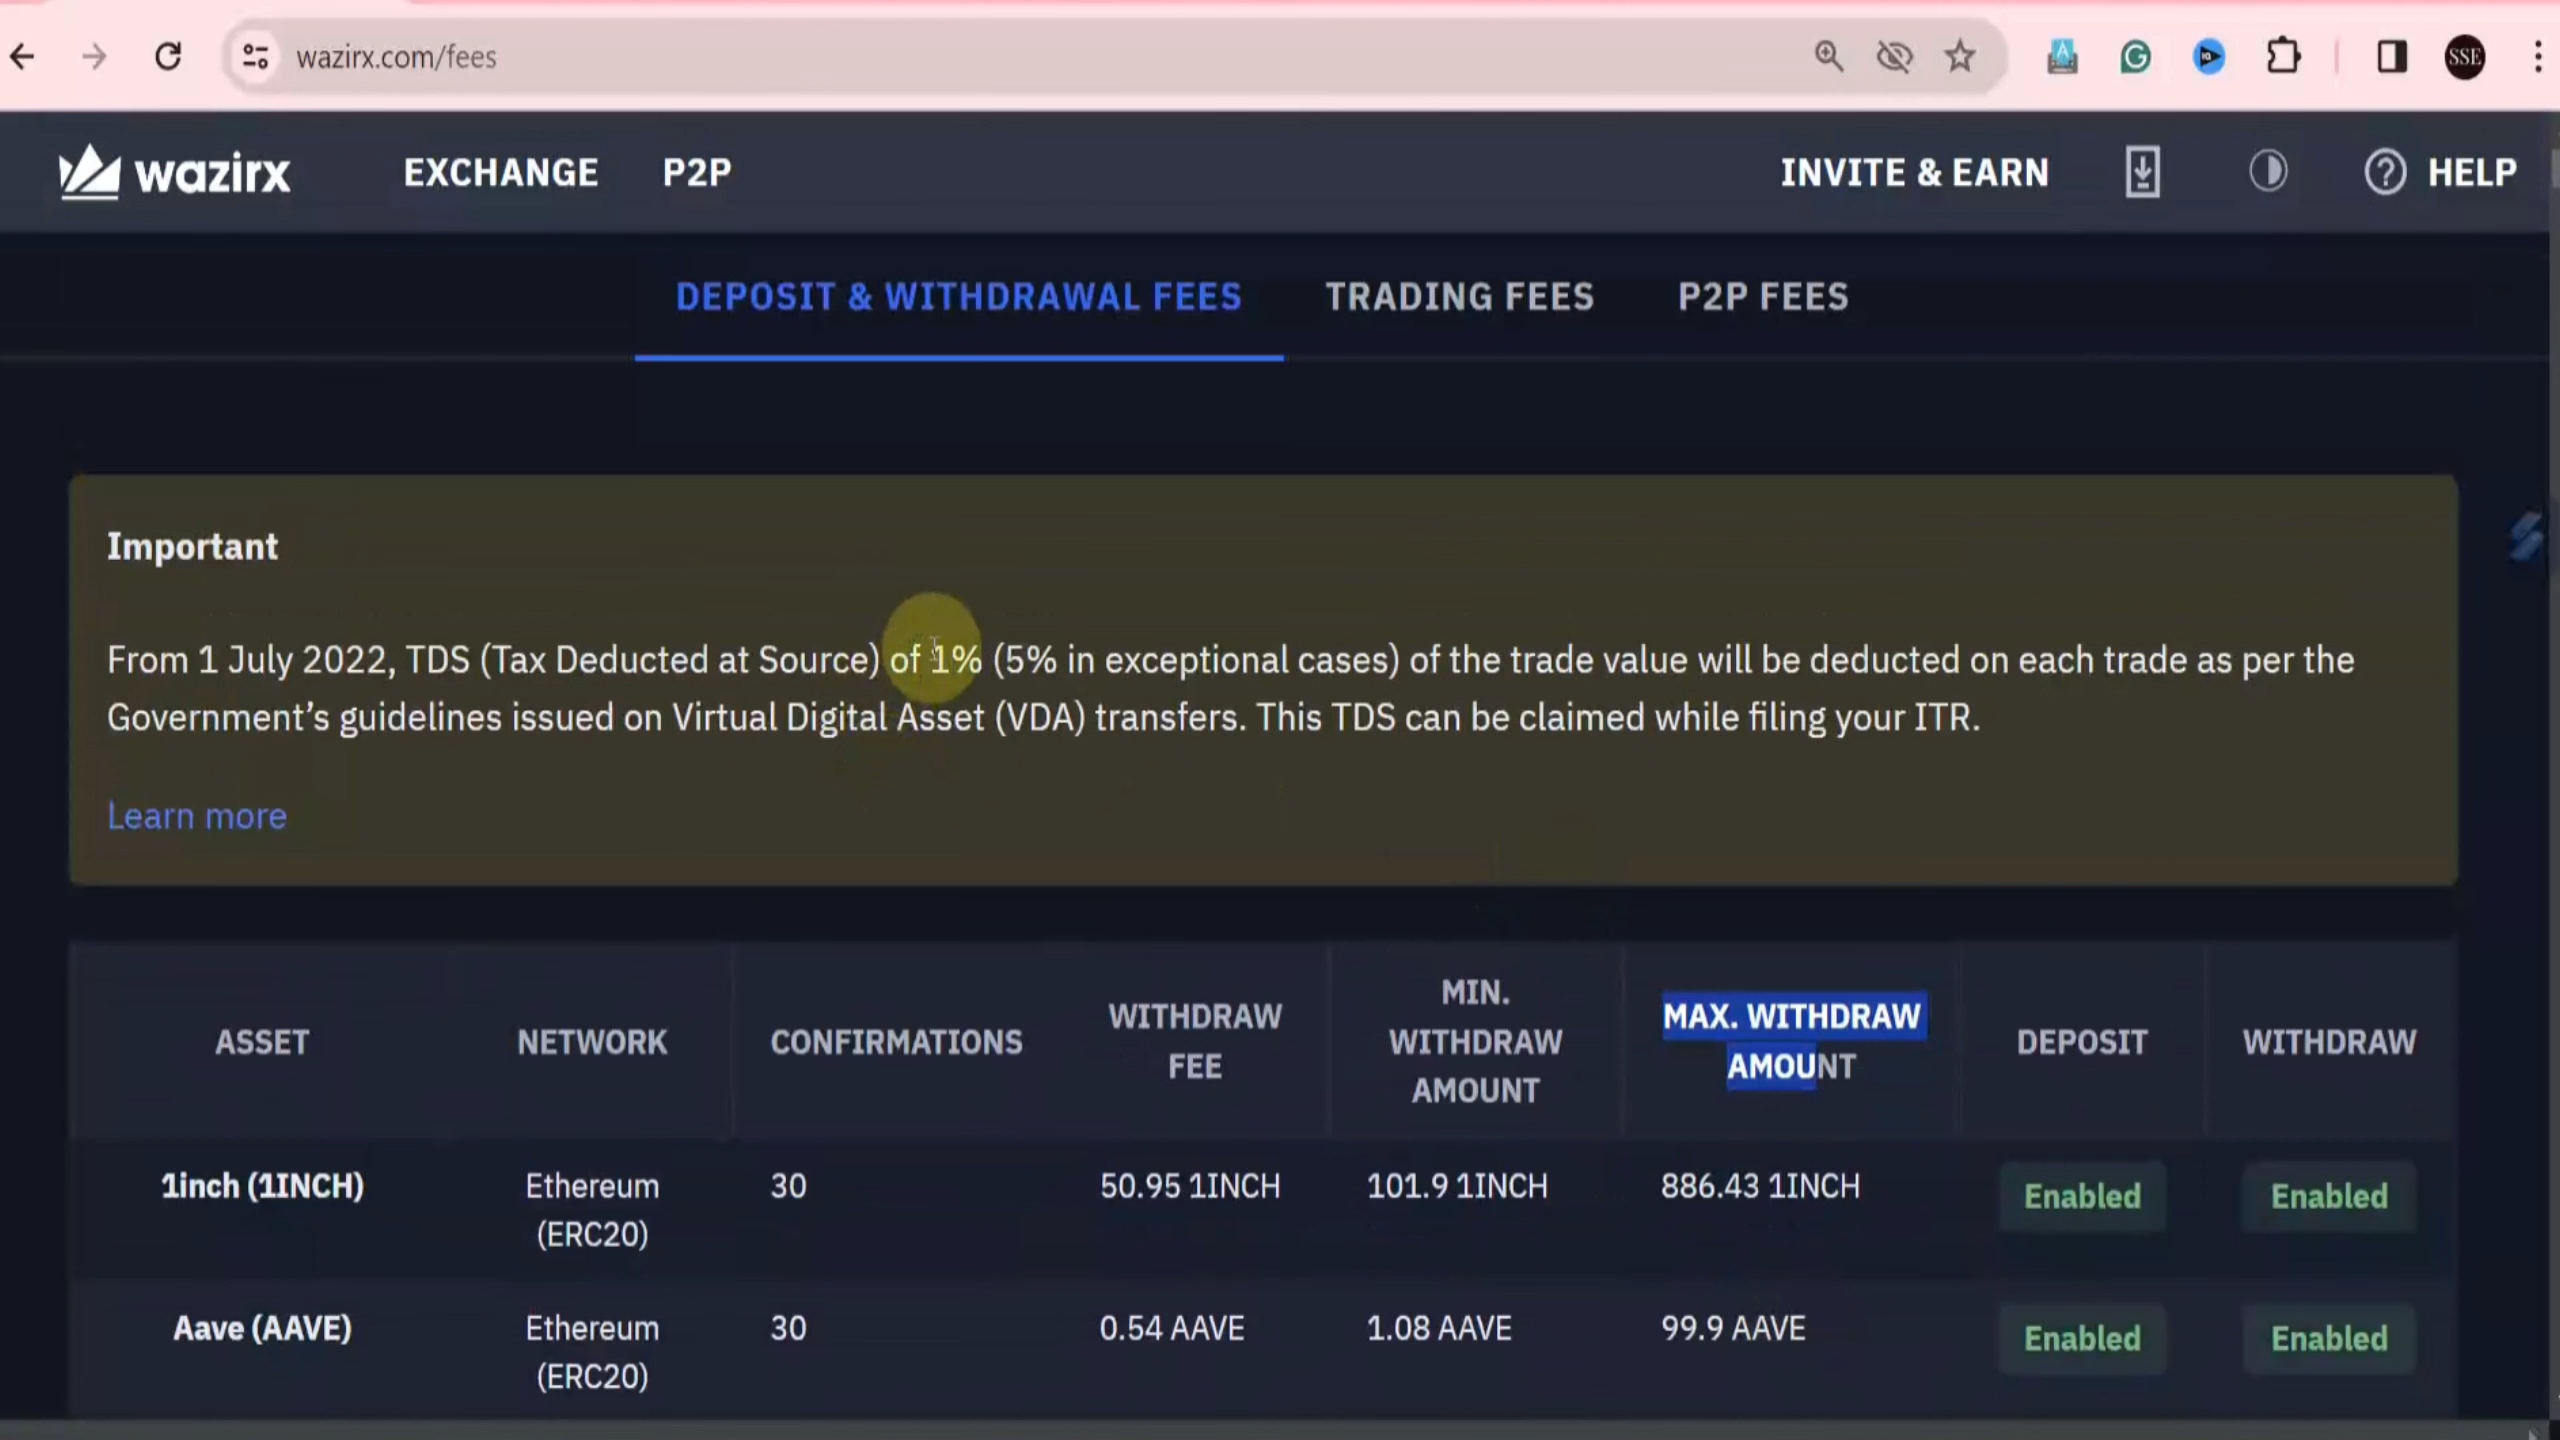 wazirx.com/fees
SSE
wazirx
EXCHANGE
P2P
INVITE & EARN
HELP
DEPOSIT & WITHDRAWAL FEES
TRADING FEES
P2P FEES
Important
From 1 July 2022, TDS (Tax Deducted at Source) of 1% (5% in exceptional cases) of the trade value will be deducted on each trade as per the
Government’s guidelines issued on Virtual Digital Asset (VDA) transfers. This TDS can be claimed while filing your ITR.
Learn more
ASSET
NETWORK
CONFIRMATIONS
WITHDRAW
FEE
MIN.
WITHDRAW
AMOUNT
MAX. WITHDRAW
AMOUNT
DEPOSIT
WITHDRAW
1inch (1INCH)
Ethereum
(ERC20)
30
50.95 1INCH
101.9 1INCH
886.43 1INCH
Enabled
Enabled
Aave (AAVE)
Ethereum
(ERC20)
30
0.54 AAVE
1.08 AAVE
99.9 AAVE
Enabled
Enabled